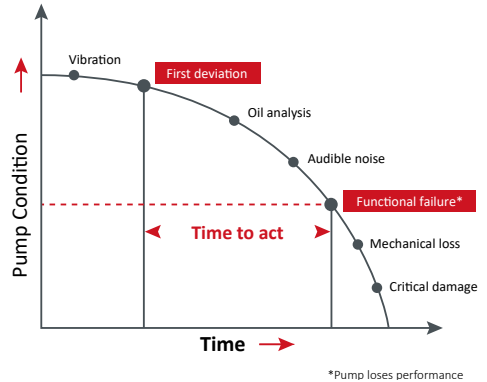 Vibration
First deviation
Oil analysis
Audible noise
Functional failure*
Time to act
Mechanical loss
Critical damage
Pump Condition
Time
*Pump loses performance